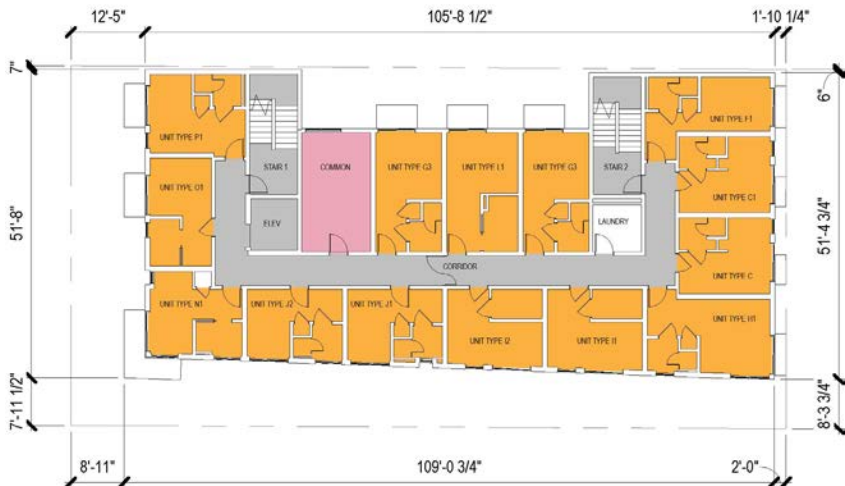 12'-5"
105'-8 1/2"
1'-10 1/4"
7"
6"
UNIT TYPE P1
UNIT TYPE F1
STAIR 1
COMMON
UNIT TYPE G3
UNIT TYPE L1
UNIT TYPE G3
STAIR 2
UNIT TYPE O1
UNIT TYPE C1
ELEV
LAUNDRY
51'-8"
51'-4 3/4"
CORRIDOR
UNIT TYPE C
UNIT TYPE N1
UNIT TYPE J2
UNIT TYPE J1
UNIT TYPE I2
UNIT TYPE I1
UNIT TYPE H1
7'-11 1/2"
8'-3 3/4"
8'-11"
109'-0 3/4"
2'-0"